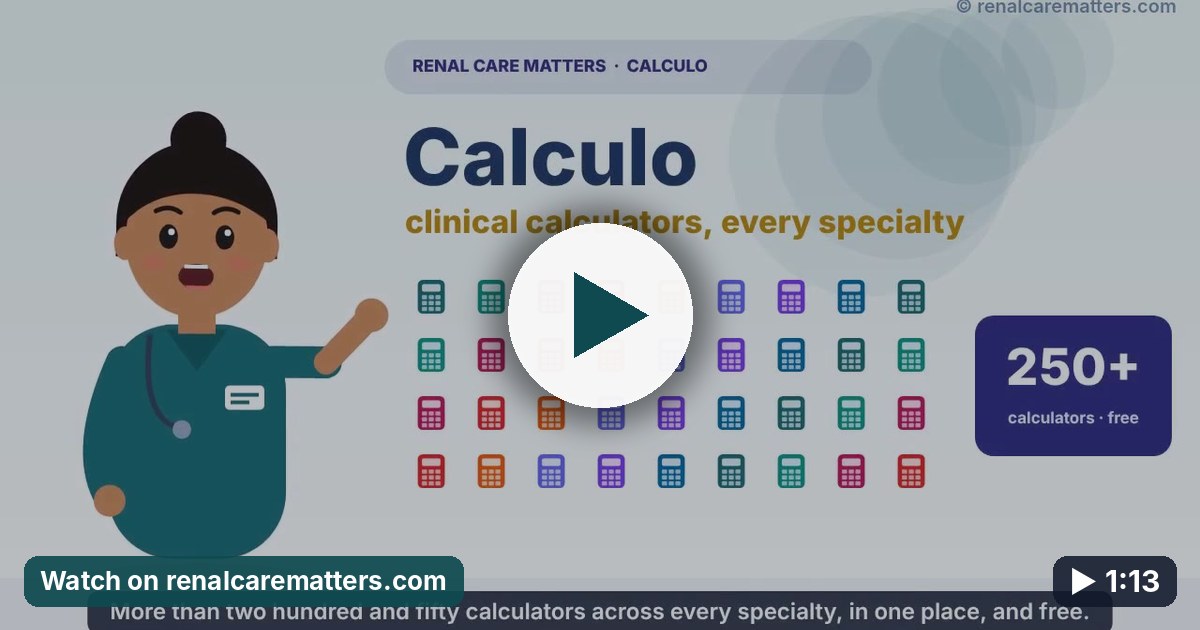 © renalcarematters.com
RENAL CARE MATTERS · CALCULO
Calculo
clinical calculators, every specialty
250+
calculators · free
Watch on renalcarematters.com
1:13
More than two hundred and fifty calculators across every specialty, in one place, and free.